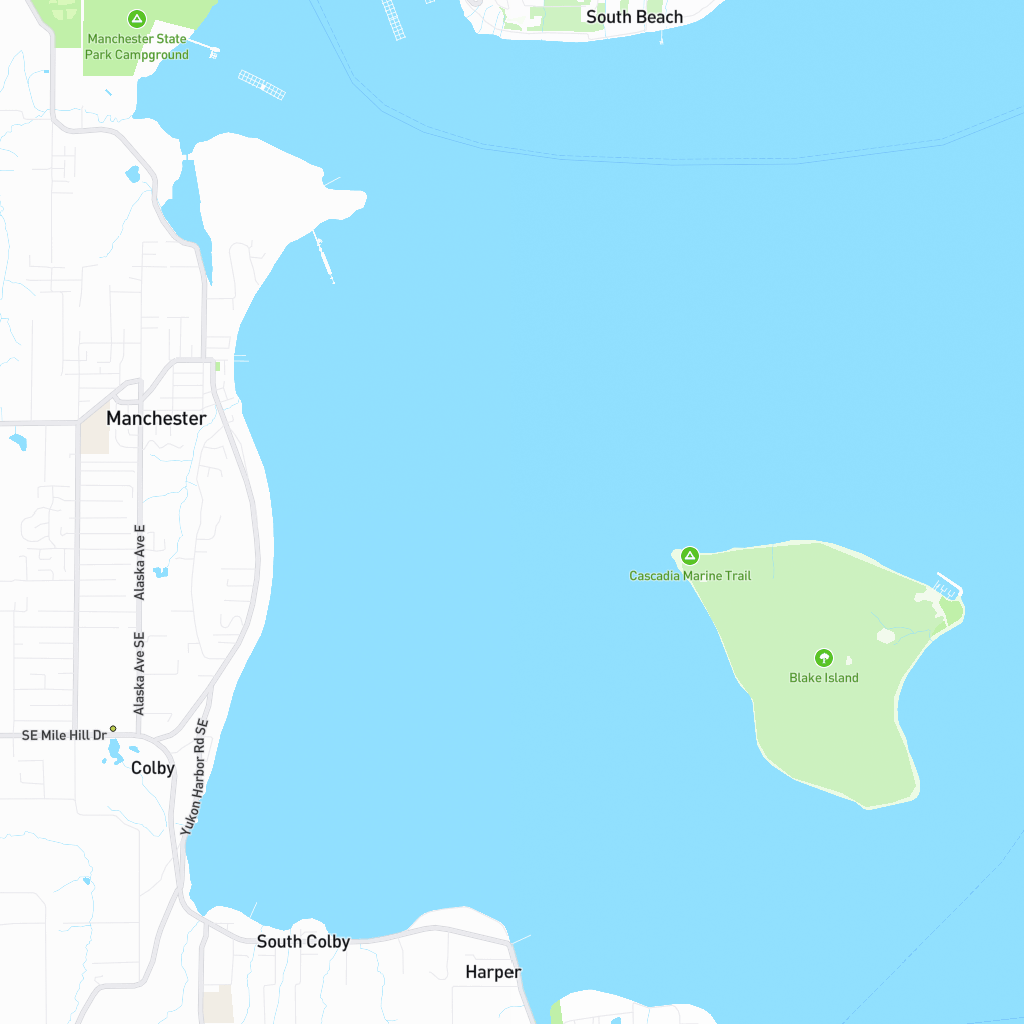 South Beach
Manchester State
Park Campground
Manchester
Alaska Ave E
Cascadia Marine Trail
Alaska Ave SE
Blake Island
SE Mile Hill Dr
Yukon Harbor Rd SE
Colby
South Colby
Harper